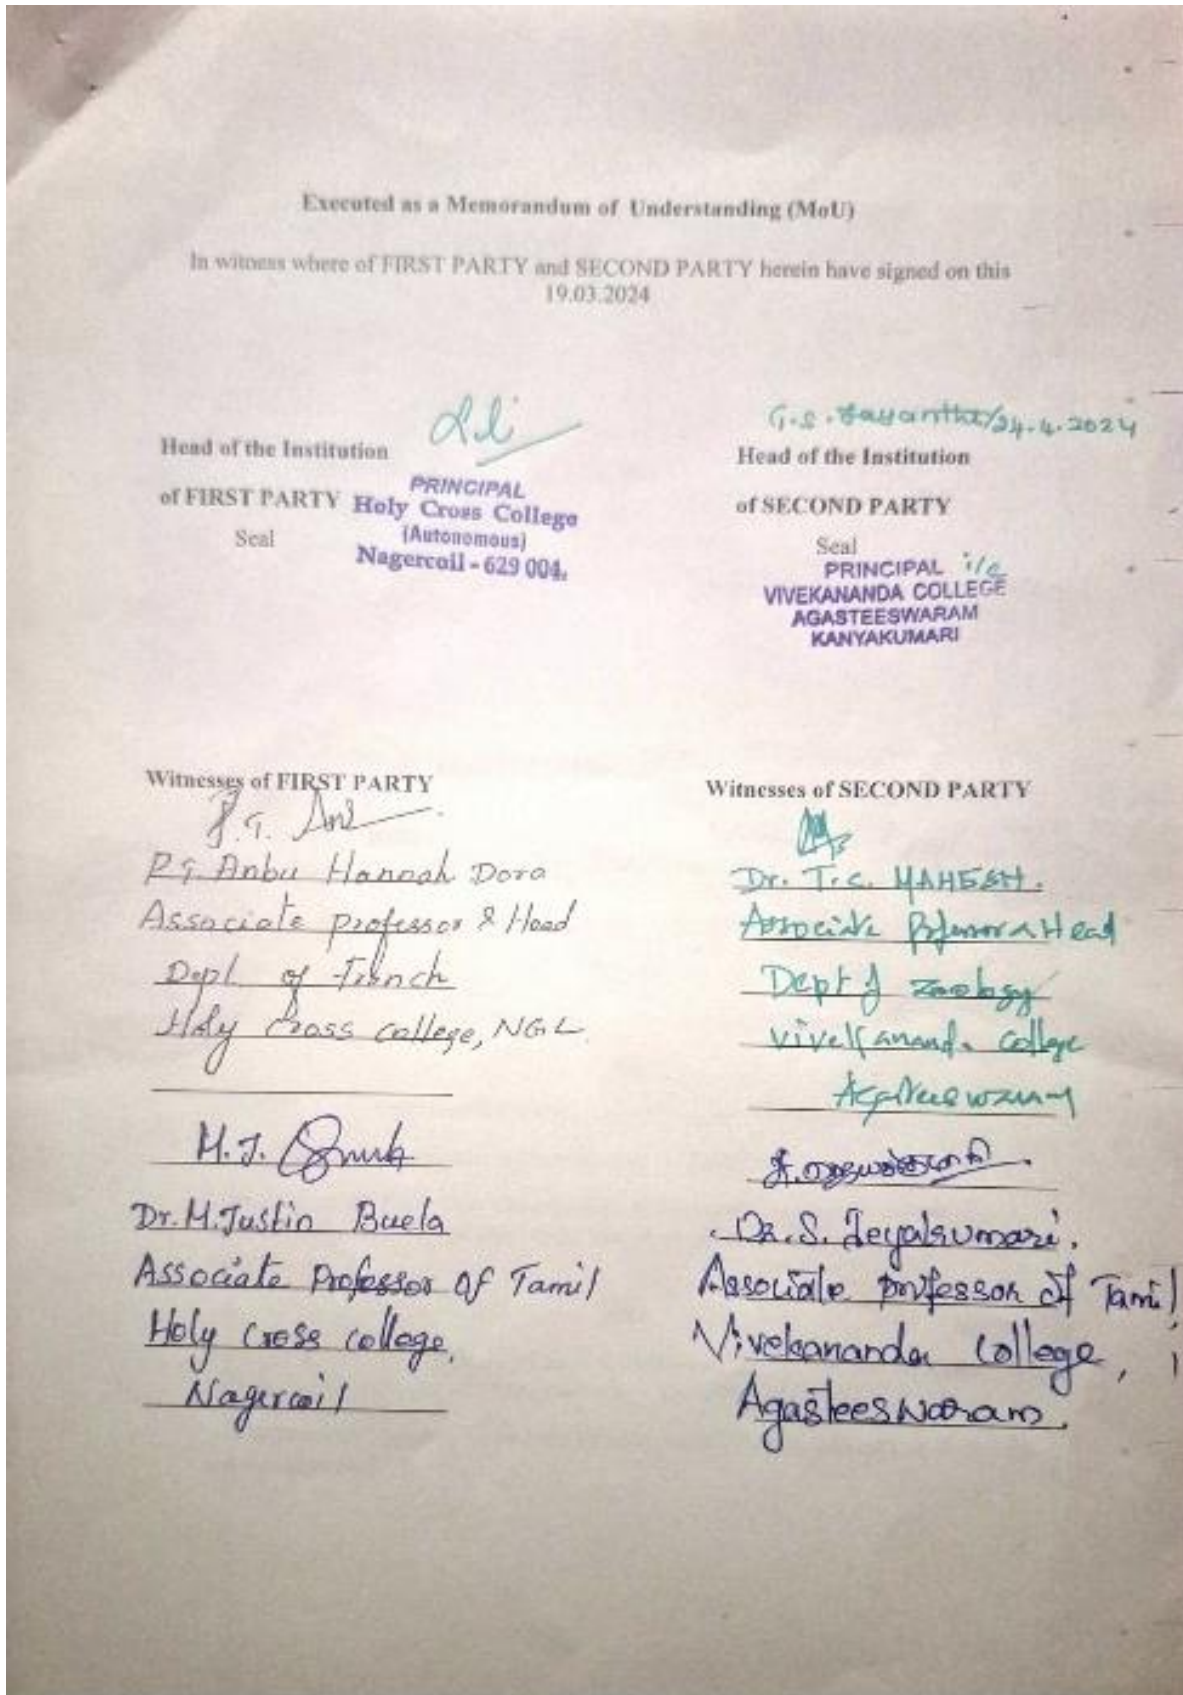 Executed as a Memorandum of Understanding (MoU)
In witness where of FIRST PARTY and SECOND PARTY herein have signed on this
19.03.2024
G.S. Jayanthi/24.4.2024
Head of the Institution
of FIRST PARTY
Seal
PRINCIPAL
Holy Cross College
(Autonomous)
Nagercoil - 629 004.
Head of the Institution
of SECOND PARTY
Seal
PRINCIPAL i/c
VIVEKANANDA COLLEGE
AGASTEESWARAM
KANYAKUMARI
Witnesses of FIRST PARTY
P.G. Anbu Hannah Dora
Associate professor & Head
Dept. of French
Holy Cross college, NGL
M.J.
Dr. M. Justin Buela
Associate Professor of Tamil
Holy Cross college,
Nagercoil
Witnesses of SECOND PARTY
Dr. T.C. MAHESH.
Associate Professor & Head
Dept of Zoology
Vivekananda College
Agasteeswaram
Dr. S. Jeyakumari.
Associate professor of Tamil
Vivekananda College,
Agasteeswaram.